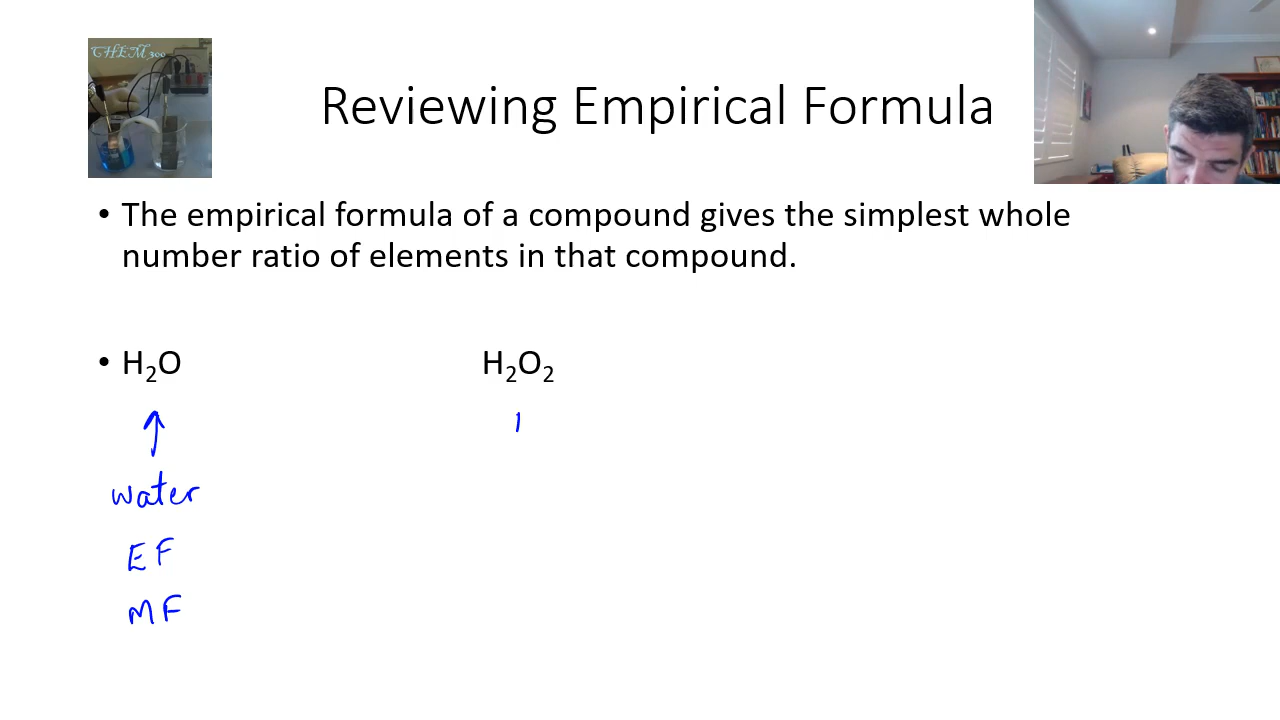 CHEM300
Reviewing Empirical Formula
• The empirical formula of a compound gives the simplest whole
number ratio of elements in that compound.
• H₂O H₂O₂
water
EF
MF